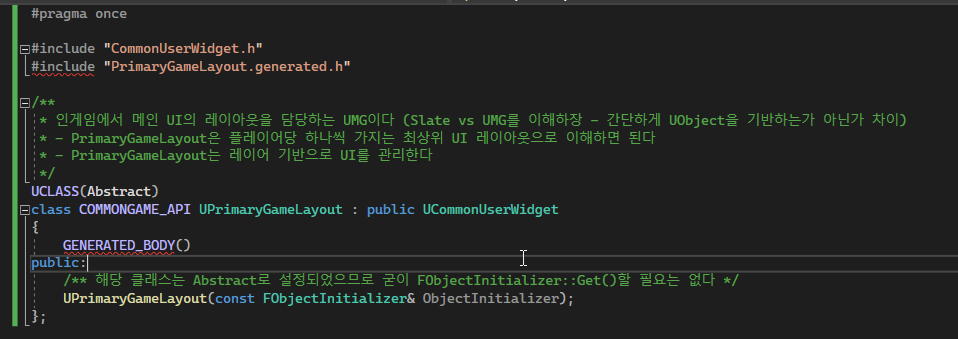 #pragma once
#include "CommonUserWidget.h"
#include "PrimaryGameLayout.generated.h"
/**
* 인게임에서 메인 UI의 레이아웃을 담당하는 UMG이다 (Slate vs UMG를 이해하장 - 간단하게 UObject을 기반하는가 아닌가 차이)
* - PrimaryGameLayout은 플레이어당 하나씩 가지는 최상위 UI 레이아웃으로 이해하면 된다
* - PrimaryGameLayout는 레이어 기반으로 UI를 관리한다
*/
UCLASS(Abstract)
class COMMONGAME_API UPrimaryGameLayout : public UCommonUserWidget
{
GENERATED_BODY()
public:
/** 해당 클래스는 Abstract로 설정되었으므로 굳이 FObjectInitializer::Get()할 필요는 없다 */
UPrimaryGameLayout(const FObjectInitializer& ObjectInitializer);
};